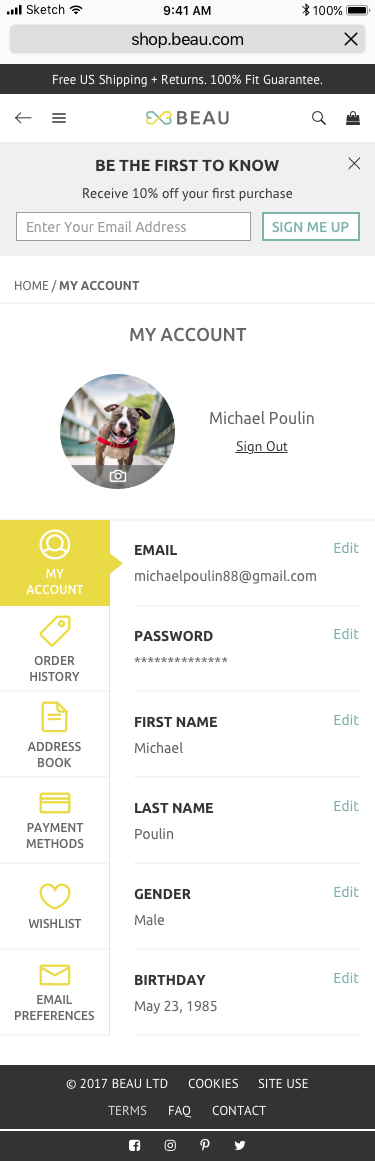 Sketch 9:41 AM 100%
shop.beau.com
Free US Shipping + Returns. 100% Fit Guarantee.
BEAU
BE THE FIRST TO KNOW
Receive 10% off your first purchase
Enter Your Email Address SIGN ME UP
HOME / MY ACCOUNT
MY ACCOUNT
Michael Poulin
Sign Out
MY
ACCOUNT
ORDER
HISTORY
ADDRESS
BOOK
PAYMENT
METHODS
WISHLIST
EMAIL
PREFERENCES
EMAIL Edit
michaelpoulin88@gmail.com
PASSWORD Edit
**************
FIRST NAME Edit
Michael
LAST NAME Edit
Poulin
GENDER Edit
Male
BIRTHDAY Edit
May 23, 1985
© 2017 BEAU LTD COOKIES SITE USE
TERMS FAQ CONTACT